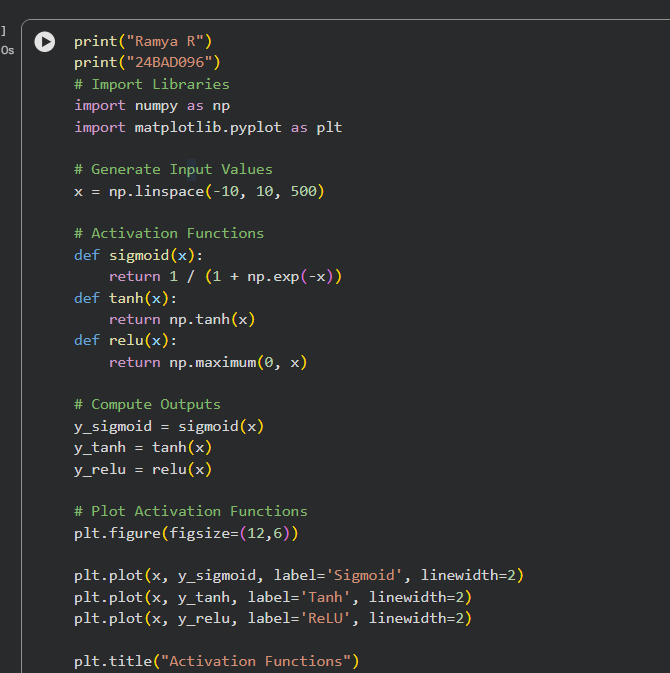 ]
0s
print("Ramya R")
print("24BAD096")
# Import Libraries
import numpy as np
import matplotlib.pyplot as plt
# Generate Input Values
x = np.linspace(-10, 10, 500)
# Activation Functions
def sigmoid(x):
    return 1 / (1 + np.exp(-x))
def tanh(x):
    return np.tanh(x)
def relu(x):
    return np.maximum(0, x)
# Compute Outputs
y_sigmoid = sigmoid(x)
y_tanh = tanh(x)
y_relu = relu(x)
# Plot Activation Functions
plt.figure(figsize=(12,6))
plt.plot(x, y_sigmoid, label='Sigmoid', linewidth=2)
plt.plot(x, y_tanh, label='Tanh', linewidth=2)
plt.plot(x, y_relu, label='ReLU', linewidth=2)
plt.title("Activation Functions")